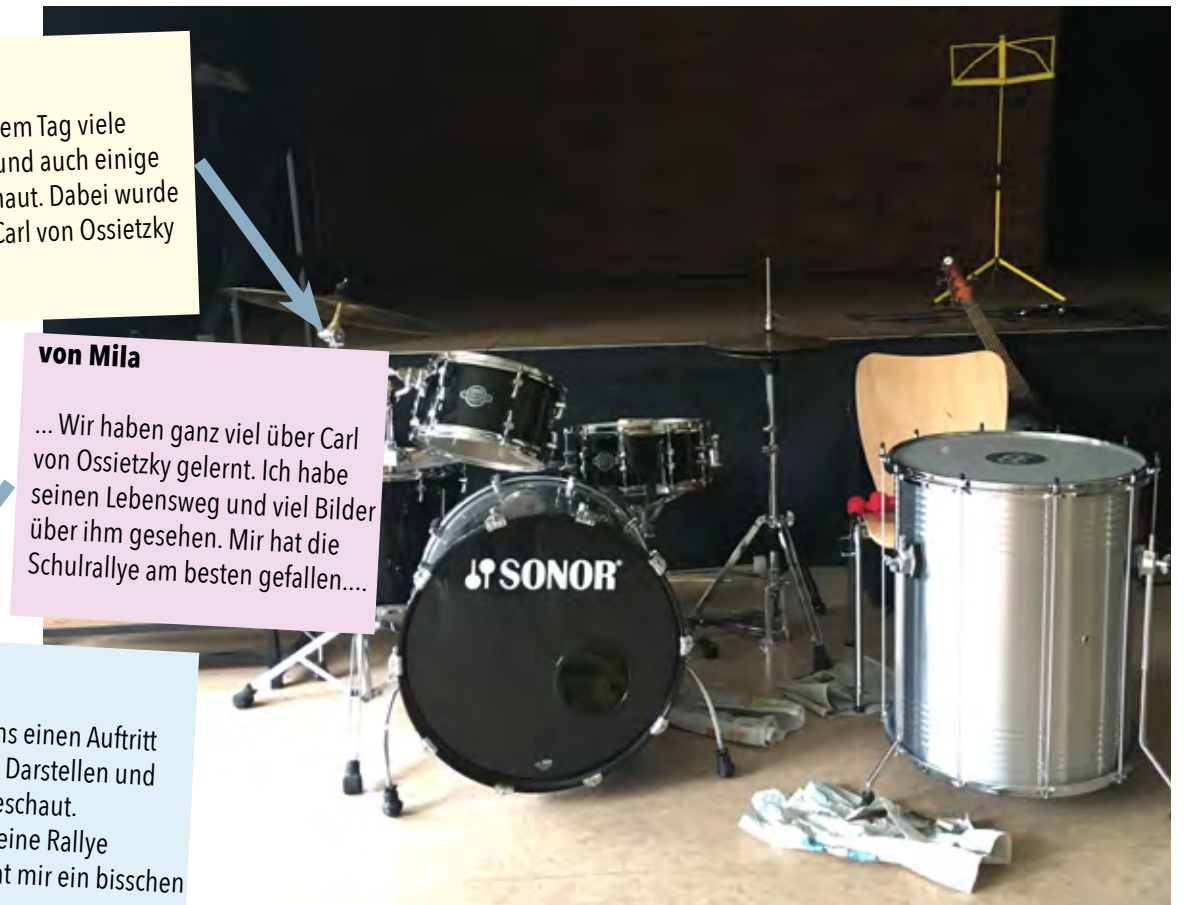 em Tag viele
und auch einige
haut. Dabei wurde
Carl von Ossietzky
von Mila
... Wir haben ganz viel über Carl
von Ossietzky gelernt. Ich habe
seinen Lebensweg und viel Bilder
über ihm gesehen. Mir hat die
Schulrallye am besten gefallen....
ns einen Auftritt
Darstellen und
eschaut.
eine Rallye
at mir ein bisschen
SONOR